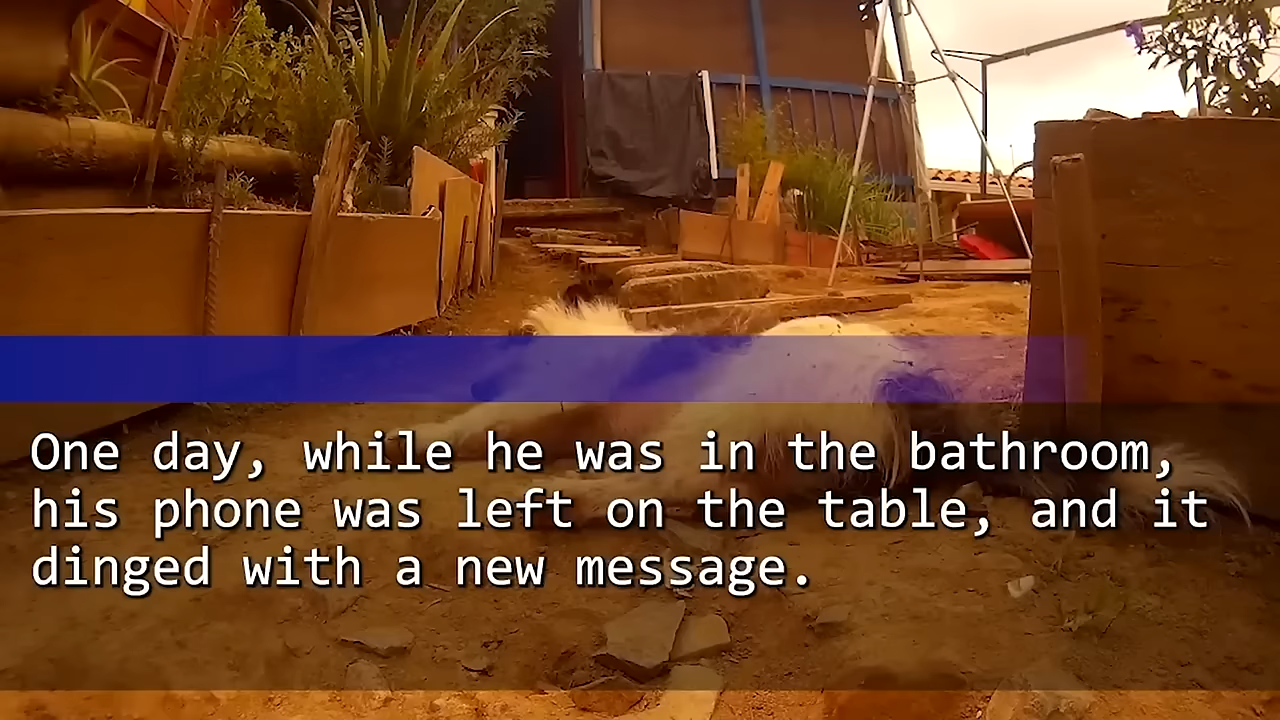 One day, while he was in the bathroom,
his phone was left on the table, and it
dinged with a new message.